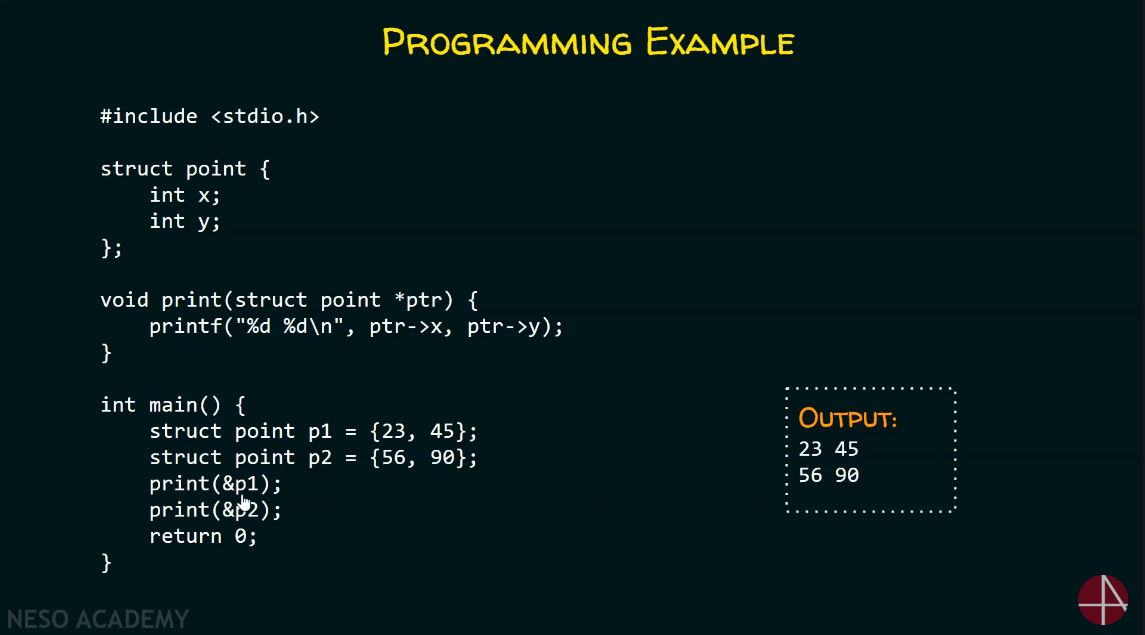 PROGRAMMING EXAMPLE
#include <stdio.h>
struct point {
    int x;
    int y;
};
void print(struct point *ptr) {
    printf("%d %d\n", ptr->x, ptr->y);
}
int main() {
    struct point p1 = {23, 45};
    struct point p2 = {56, 90};
    print(&p1);
    print(&p2);
    return 0;
}
OUTPUT:
23 45
56 90
NESO ACADEMY